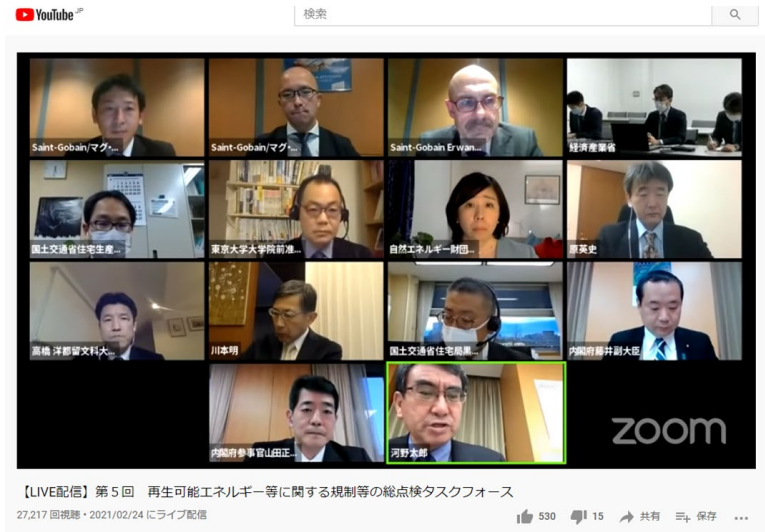 YouTube JP
検索
Saint-Gobain/マグ・...
Saint-Gobain/マグ・...
Saint-Gobain Erwan...
経済産業省
国土交通省住宅生産...
東京大学大学院前准...
自然エネルギー財団...
原英史
高橋 洋都留文科大...
川本明
国土交通省住宅局黒...
内閣府藤井副大臣
内閣府参事官山田正...
河野太郎
zoom
【LIVE配信】第５回　再生可能エネルギー等に関する規制等の総点検タスクフォース
27,217 回視聴・2021/02/24 にライブ配信
530
15
共有
保存